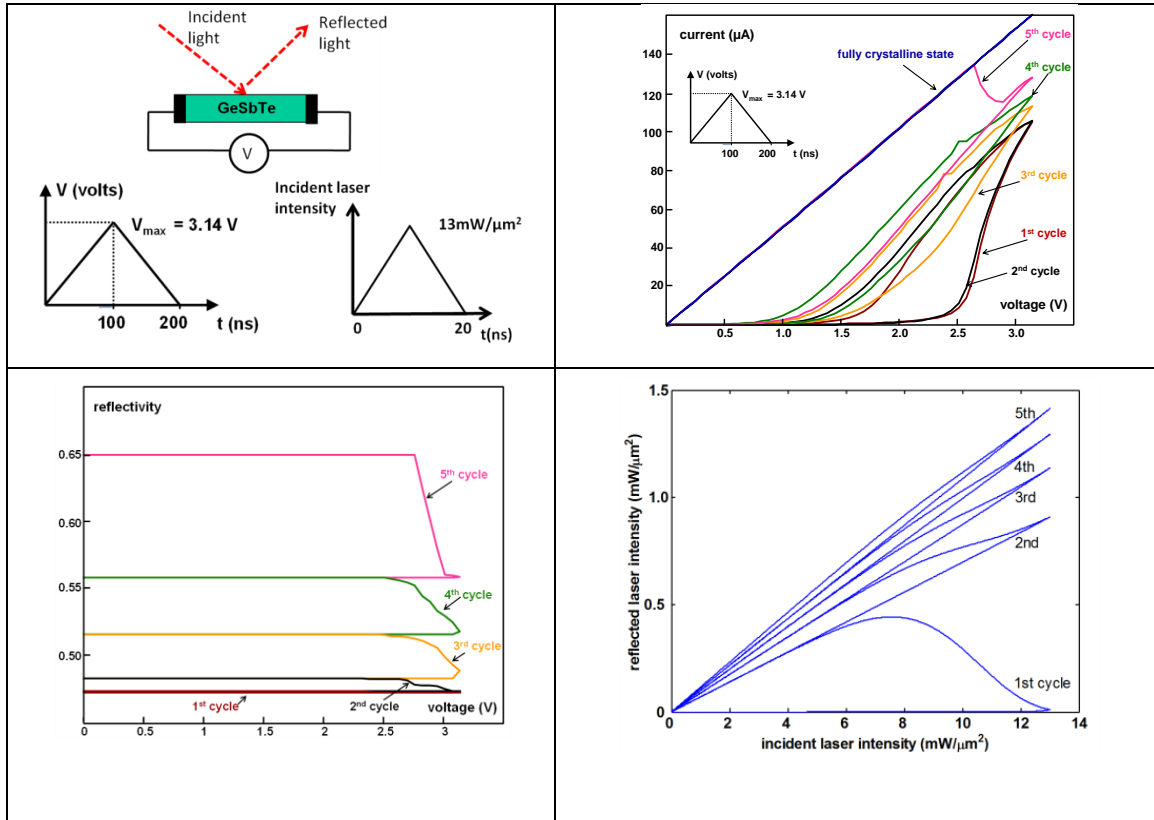 Incident
light
Reflected
light
GeSbTe
V
V (volts)
V_max = 3.14 V
100
200
t (ns)
Incident laser
intensity
13mW/μm²
0
20
t(ns)
current (μA)
140
120
100
80
60
40
20
V (volts)
V_max = 3.14 V
100
200
t (ns)
fully crystalline state
5th cycle
4th cycle
3rd cycle
1st cycle
2nd cycle
voltage (V)
0.5
1.0
1.5
2.0
2.5
3.0
reflectivity
0.65
0.60
0.55
0.50
5th cycle
4th cycle
3rd cycle
1st cycle
2nd cycle
voltage (V)
0
0.5
1
1.5
2
2.5
3
reflected laser intensity (mW/μm²)
1.5
1.0
0.5
0
5th
4th
3rd
2nd
1st cycle
0
2
4
6
8
10
12
14
incident laser intensity (mW/μm²)